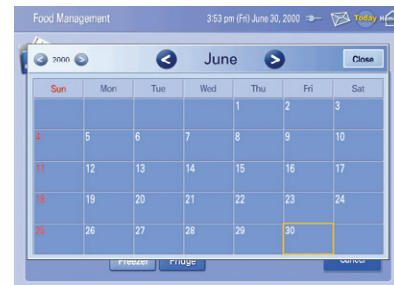 Food Management 3:53 pm (Fri) June 30, 2000 Today
2000 June Close
Sun Mon Tue Wed Thu Fri Sat
1 2 3
4 5 6 7 8 9 10
11 12 13 14 15 16 17
18 19 20 21 22 23 24
25 26 27 28 29 30
Freezer Fridge Cancel